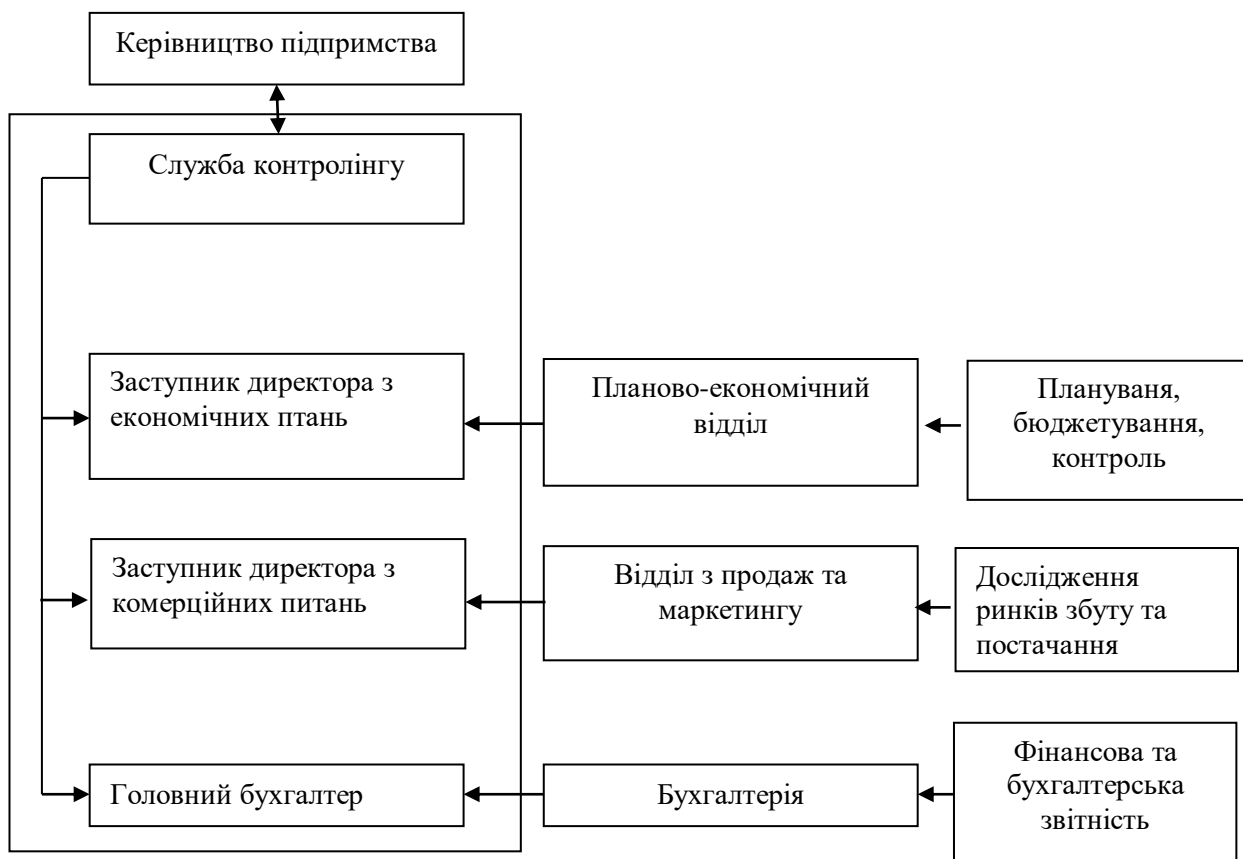 Керівництво підпримства
Служба контролінгу
Заступник директора з
економічних птань
Планово-економічний
відділ
Плануваня,
бюджетування,
контроль
Заступник директора з
комерційних питань
Відділ з продаж та
маркетингу
Дослідження
ринків збуту та
постачання
Головний бухгалтер
Бухгалтерія
Фінансова та
бухгалтерська
звітність